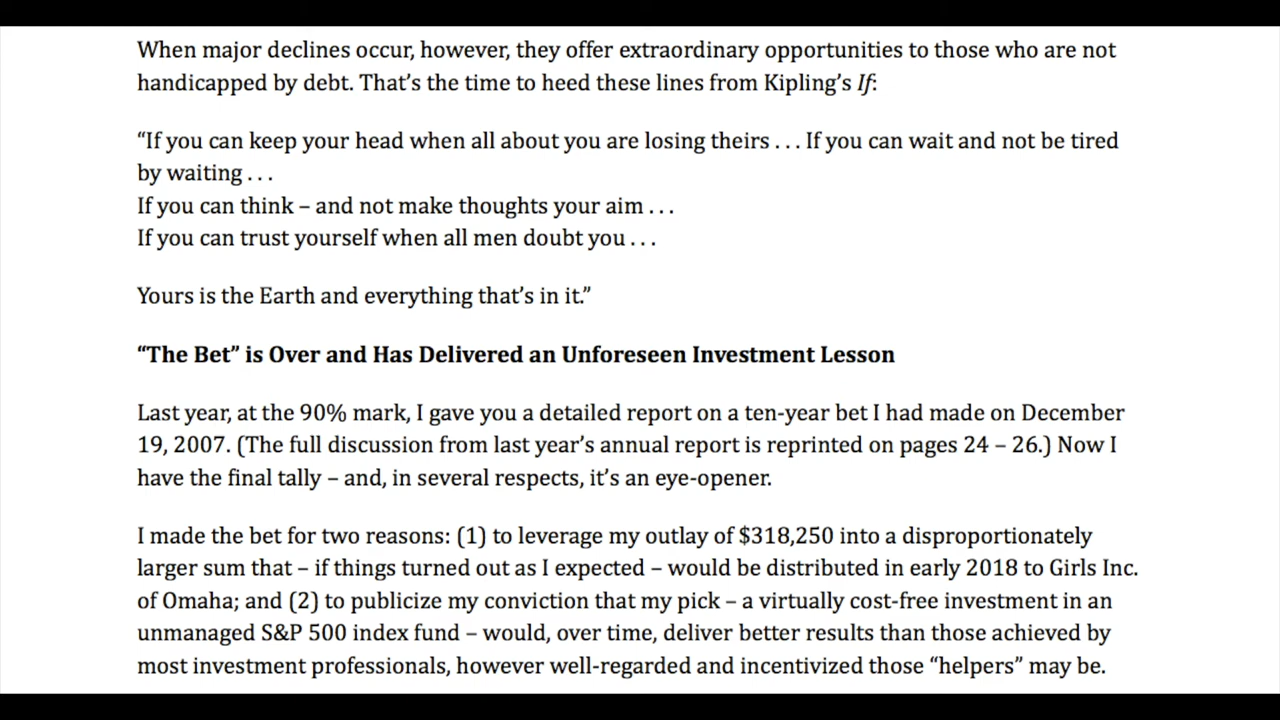 When major declines occur, however, they offer extraordinary opportunities to those who are not
handicapped by debt. That’s the time to heed these lines from Kipling’s If:
“If you can keep your head when all about you are losing theirs . . . If you can wait and not be tired
by waiting . . .
If you can think – and not make thoughts your aim . . .
If you can trust yourself when all men doubt you . . .
Yours is the Earth and everything that’s in it.”
“The Bet” is Over and Has Delivered an Unforeseen Investment Lesson
Last year, at the 90% mark, I gave you a detailed report on a ten-year bet I had made on December
19, 2007. (The full discussion from last year’s annual report is reprinted on pages 24 – 26.) Now I
have the final tally – and, in several respects, it’s an eye-opener.
I made the bet for two reasons: (1) to leverage my outlay of $318,250 into a disproportionately
larger sum that – if things turned out as I expected – would be distributed in early 2018 to Girls Inc.
of Omaha; and (2) to publicize my conviction that my pick – a virtually cost-free investment in an
unmanaged S&P 500 index fund – would, over time, deliver better results than those achieved by
most investment professionals, however well-regarded and incentivized those “helpers” may be.